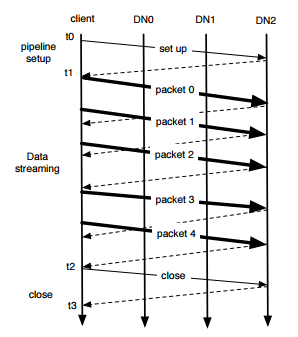 client DN0 DN1 DN2
t0
pipeline setup
set up
t1
packet 0
packet 1
Data streaming
packet 2
packet 3
packet 4
t2
close
close
t3